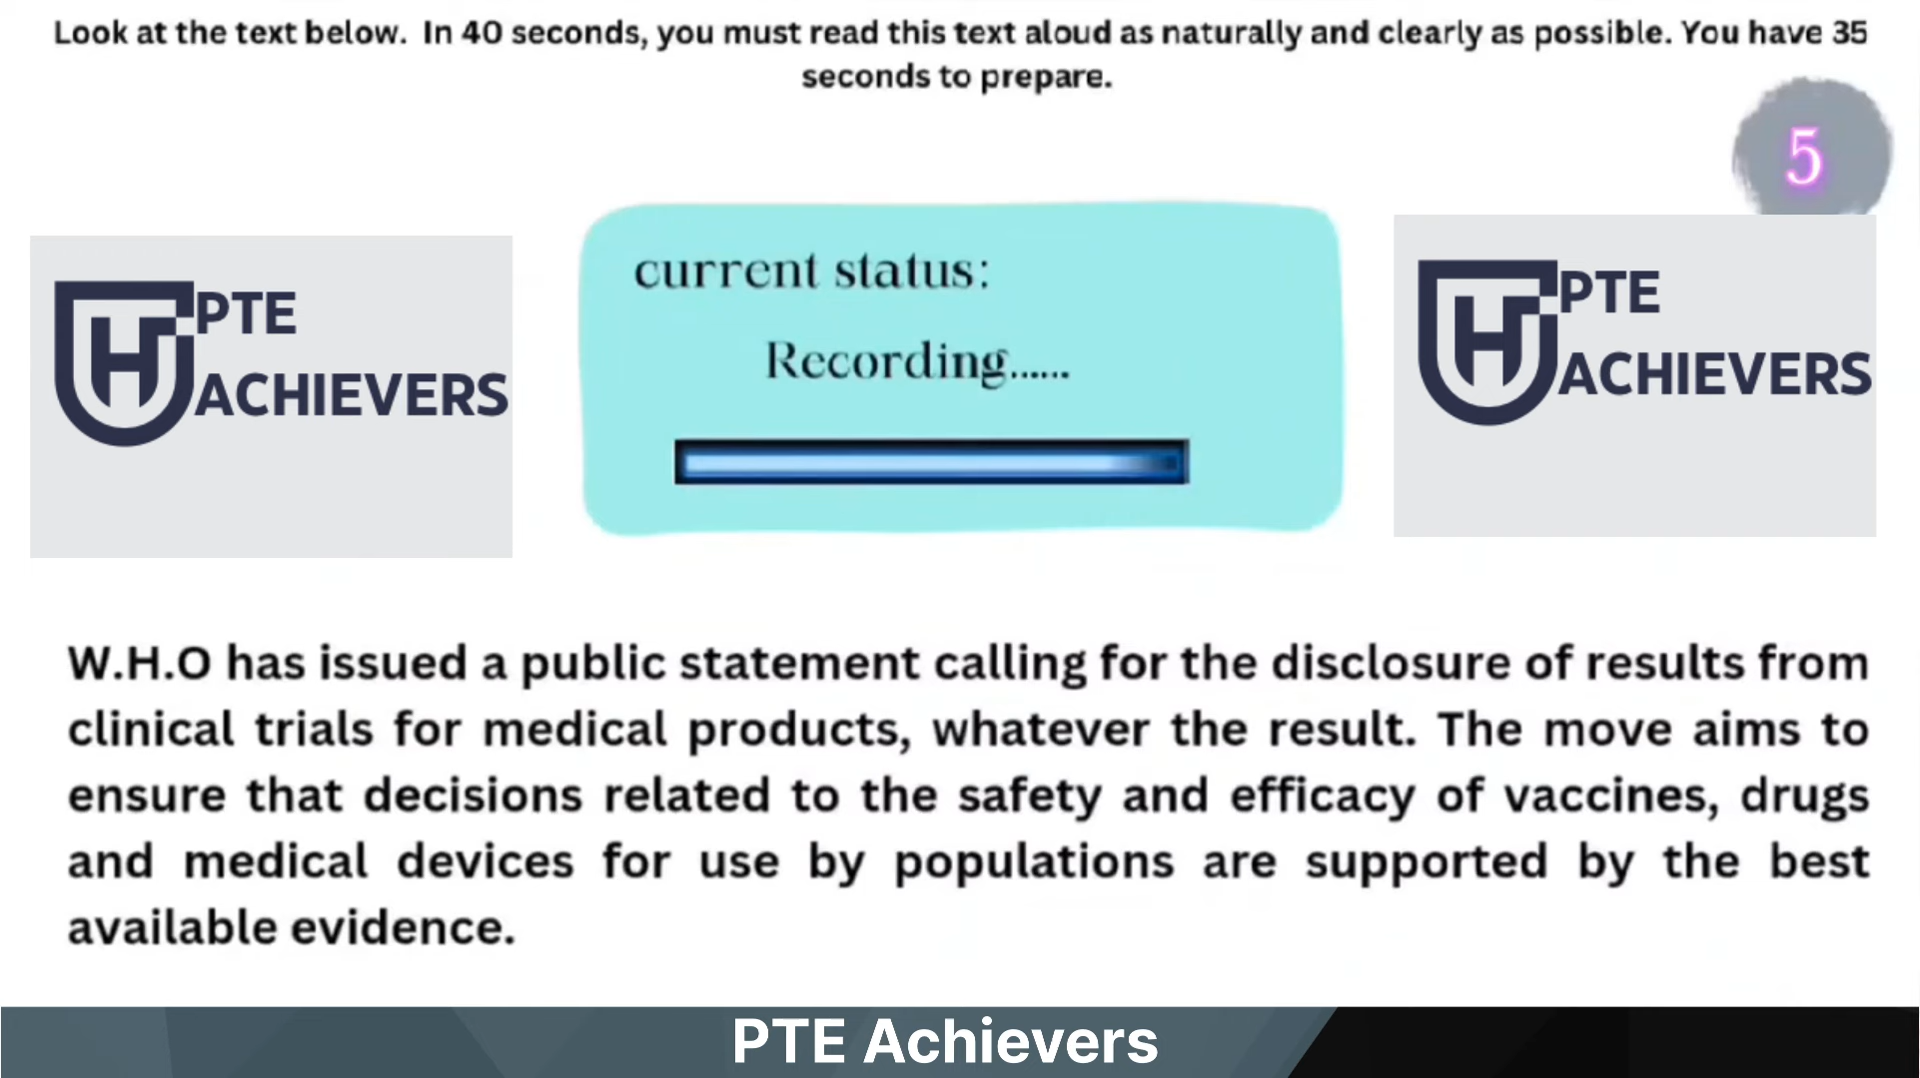 Look at the text below. In 40 seconds, you must read this text aloud as naturally and clearly as possible. You have 35
seconds to prepare.
5
PTE
ACHIEVERS
current status:
Recording......
PTE
ACHIEVERS
W.H.O has issued a public statement calling for the disclosure of results from
clinical trials for medical products, whatever the result. The move aims to
ensure that decisions related to the safety and efficacy of vaccines, drugs
and medical devices for use by populations are supported by the best
available evidence.
PTE Achievers